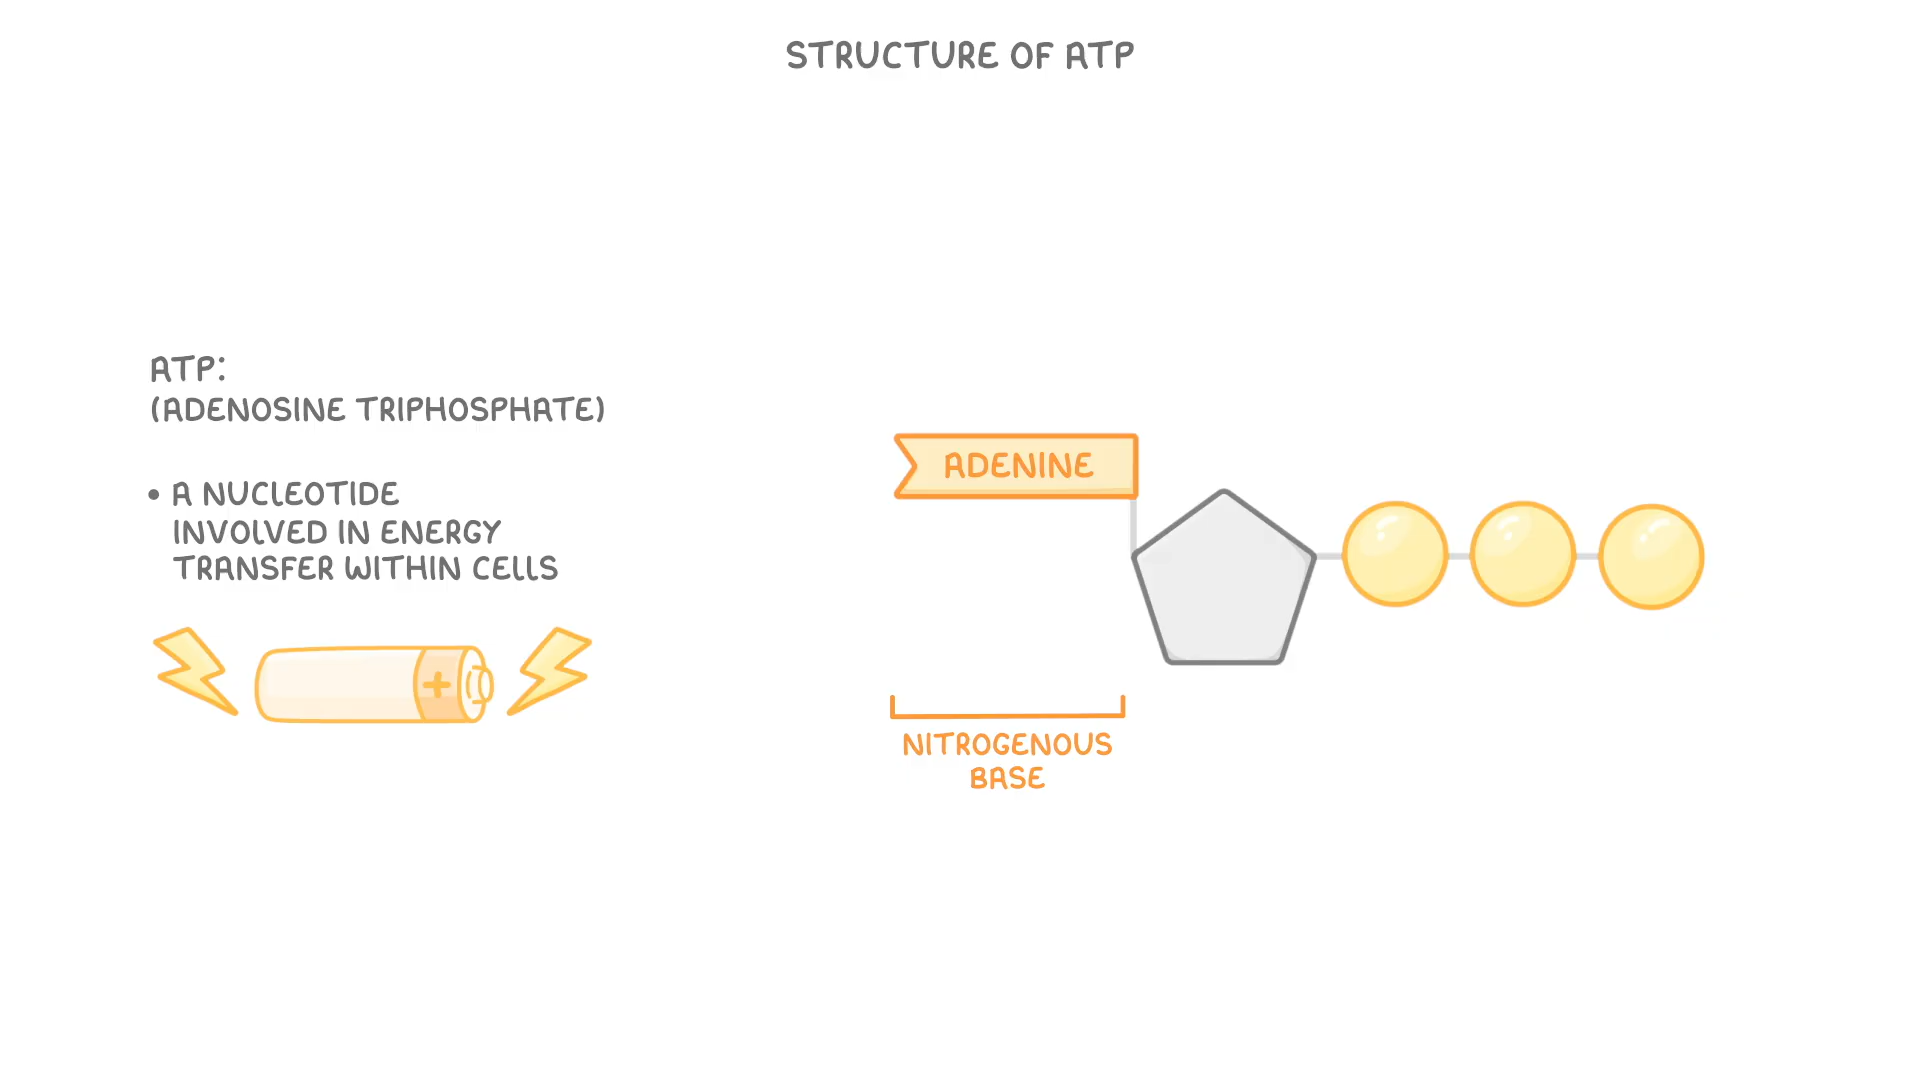 STRUCTURE OF ATP
ATP:
(ADENOSINE TRIPHOSPHATE)
• A NUCLEOTIDE
INVOLVED IN ENERGY
TRANSFER WITHIN CELLS
+
ADENINE
NITROGENOUS
BASE